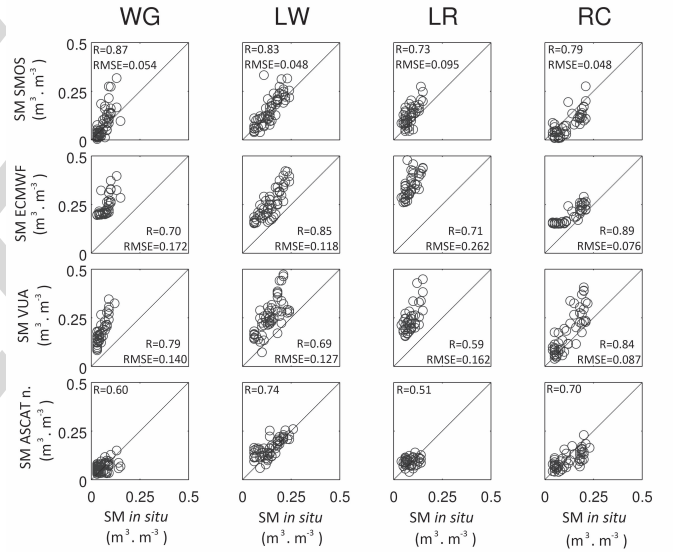 WG LW LR RC
SM SMOS
(m³ . m⁻³)
0.5
0.25
0
R=0.87
RMSE=0.054
R=0.83
RMSE=0.048
R=0.73
RMSE=0.095
R=0.79
RMSE=0.048
SM ECMWF
(m³ . m⁻³)
0.5
0.25
0
R=0.70
RMSE=0.172
R=0.85
RMSE=0.118
R=0.71
RMSE=0.262
R=0.89
RMSE=0.076
SM VUA
(m³ . m⁻³)
0.5
0.25
0
R=0.79
RMSE=0.140
R=0.69
RMSE=0.127
R=0.59
RMSE=0.162
R=0.84
RMSE=0.087
SM ASCAT n.
(m³ . m⁻³)
0.5
0.25
0
R=0.60
R=0.74
R=0.51
R=0.70
0 0.25 0.5 0 0.25 0.5 0 0.25 0.5 0 0.25 0.5
SM in situ SM in situ SM in situ SM in situ
(m³ . m⁻³) (m³ . m⁻³) (m³ . m⁻³) (m³ . m⁻³)